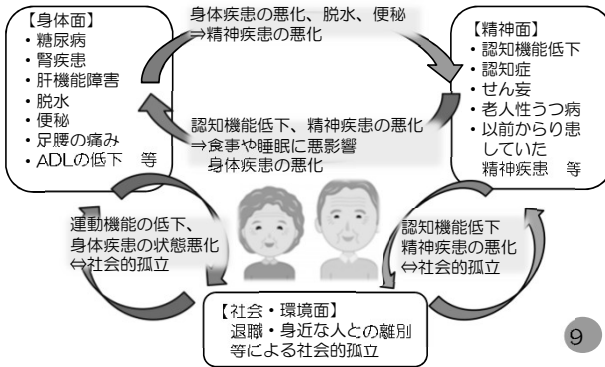 【身体面】
・糖尿病
・腎疾患
・肝機能障害
・脱水
・便秘
・足腰の痛み
・ADLの低下　等
身体疾患の悪化、脱水、便秘
⇒精神疾患の悪化
【精神面】
・認知機能低下
・認知症
・せん妄
・老人性うつ病
・以前からり患
していた
精神疾患　等
認知機能低下、精神疾患の悪化
⇒食事や睡眠に悪影響
身体疾患の悪化
運動機能の低下、
身体疾患の状態悪化
⇔社会的孤立
認知機能低下
精神疾患の悪化
⇔社会的孤立
【社会・環境面】
退職・身近な人との離別
等による社会的孤立
9